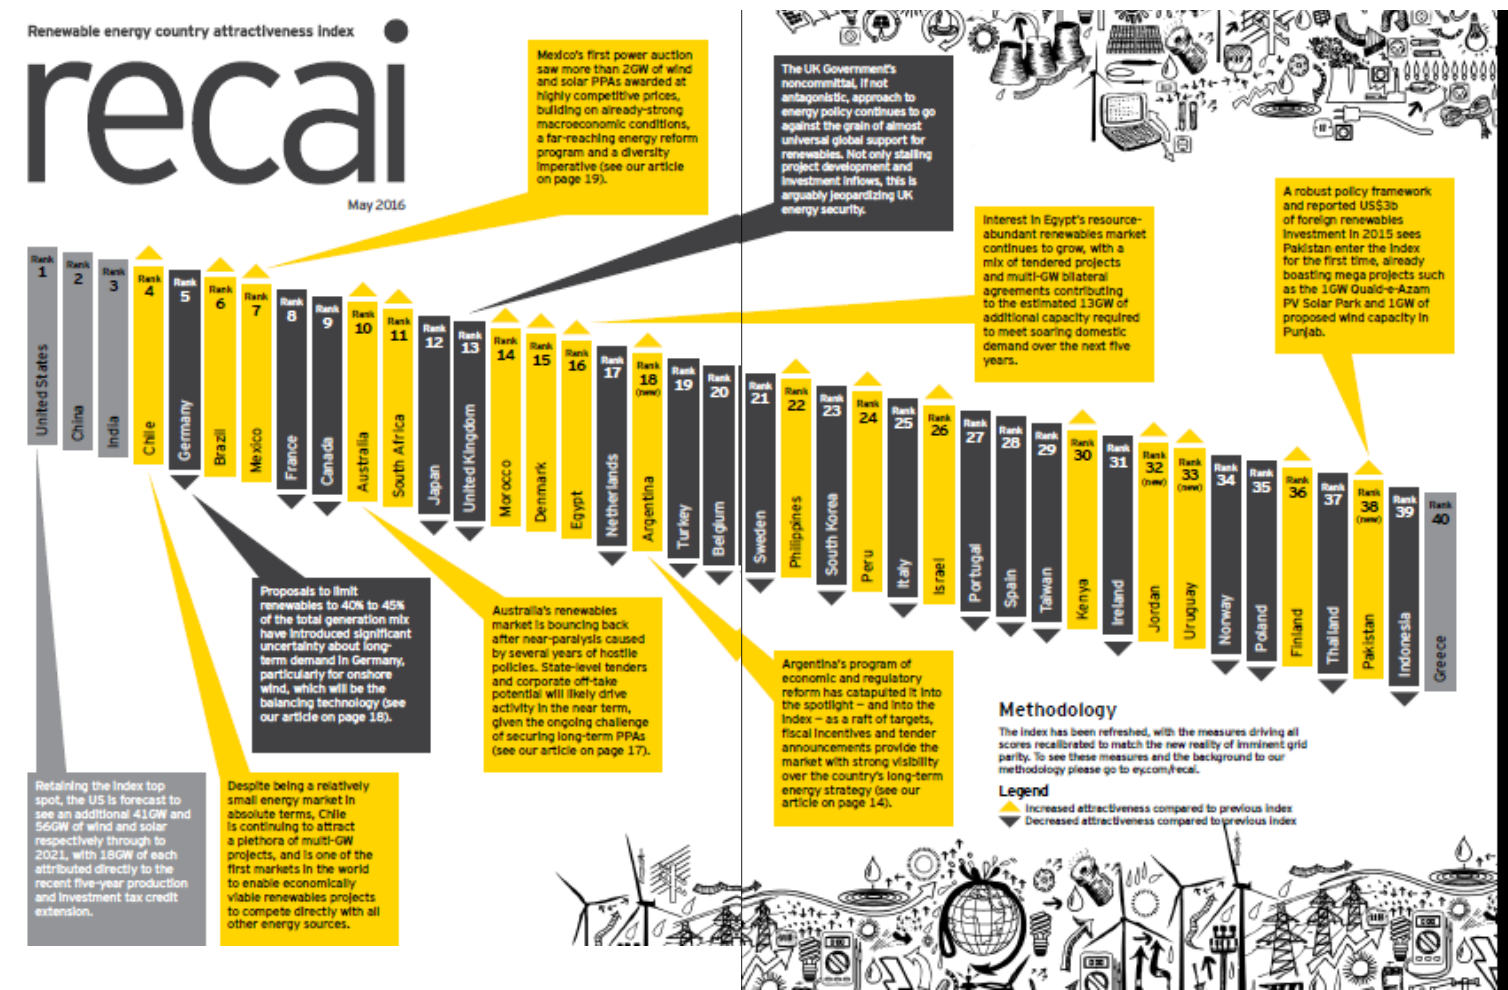 Renewable energy country attractiveness index
recai
May 2016
Mexico's first power auction
saw more than 2GW of wind
and solar PPAs awarded at
highly competitive prices,
building on already-strong
macroeconomic conditions,
a far-reaching energy reform
program and a diversity
imperative (see our article
on page 19).
The UK Government's
noncommittal, if not
antagonistic, approach to
energy policy continues to go
against the grain of almost
universal global support for
renewables. Not only stalling
project development and
investment inflows, this is
arguably jeopardizing UK
energy security.
Interest in Egypt's resource-
abundant renewables market
continues to grow, with a
mix of tendered projects
and multi-GW bilateral
agreements contributing
to the estimated 13GW of
additional capacity required
to meet soaring domestic
demand over the next five
years.
A robust policy framework
and reported US$3b
of foreign renewables
investment in 2015 sees
Pakistan enter the index
for the first time, already
boasting mega projects such
as the 1GW Quaid-e-Azam
PV Solar Park and 1GW of
proposed wind capacity in
Punjab.
Rank
1
United States
Rank
2
China
Rank
3
India
Rank
4
Chile
Rank
5
Germany
Rank
6
Brazil
Rank
7
Mexico
Rank
8
France
Rank
9
Canada
Rank
10
Australia
Rank
11
South Africa
Rank
12
Japan
Rank
13
United Kingdom
Rank
14
Morocco
Rank
15
Denmark
Rank
16
Egypt
Rank
17
Netherlands
Rank
18
(new)
Argentina
Rank
19
Turkey
Rank
20
Belgium
Rank
21
Sweden
Rank
22
Philippines
Rank
23
South Korea
Rank
24
Peru
Rank
25
Italy
Rank
26
Israel
Rank
27
Portugal
Rank
28
Spain
Rank
29
Taiwan
Rank
30
Kenya
Rank
31
Ireland
Rank
32
(new)
Jordan
Rank
33
(new)
Uruguay
Rank
34
Norway
Rank
35
Poland
Rank
36
Finland
Rank
37
Thailand
Rank
38
(new)
Pakistan
Rank
39
Indonesia
Rank
40
Greece
Retaining the index top
spot, the US is forecast to
see an additional 41GW and
56GW of wind and solar
respectively through to
2021, with 18GW of each
attributed directly to the
recent five-year production
and investment tax credit
extension.
Despite being a relatively
small energy market in
absolute terms, Chile
is continuing to attract
a plethora of multi-GW
projects, and is one of the
first markets in the world
to enable economically
viable renewables projects
to compete directly with all
other energy sources.
Proposals to limit
renewables to 40% to 45%
of the total generation mix
have introduced significant
uncertainty about long-
term demand in Germany,
particularly for onshore
wind, which will be the
balancing technology (see
our article on page 18).
Australia's renewables
market is bouncing back
after near-paralysis caused
by several years of hostile
policies. State-level tenders
and corporate off-take
potential will likely drive
activity in the near term,
given the ongoing challenge
of securing long-term PPAs
(see our article on page 17).
Argentina's program of
economic and regulatory
reform has catapulted it into
the spotlight — and into the
index — as a raft of targets,
fiscal incentives and tender
announcements provide the
market with strong visibility
over the country's long-term
energy strategy (see our
article on page 14).
Methodology
The index has been refreshed, with the measures driving all
scores recalibrated to match the new reality of imminent grid
parity. To see these measures and the background to our
methodology please go to ey.com/recai.
Legend
Increased attractiveness compared to previous index
Decreased attractiveness compared to previous index